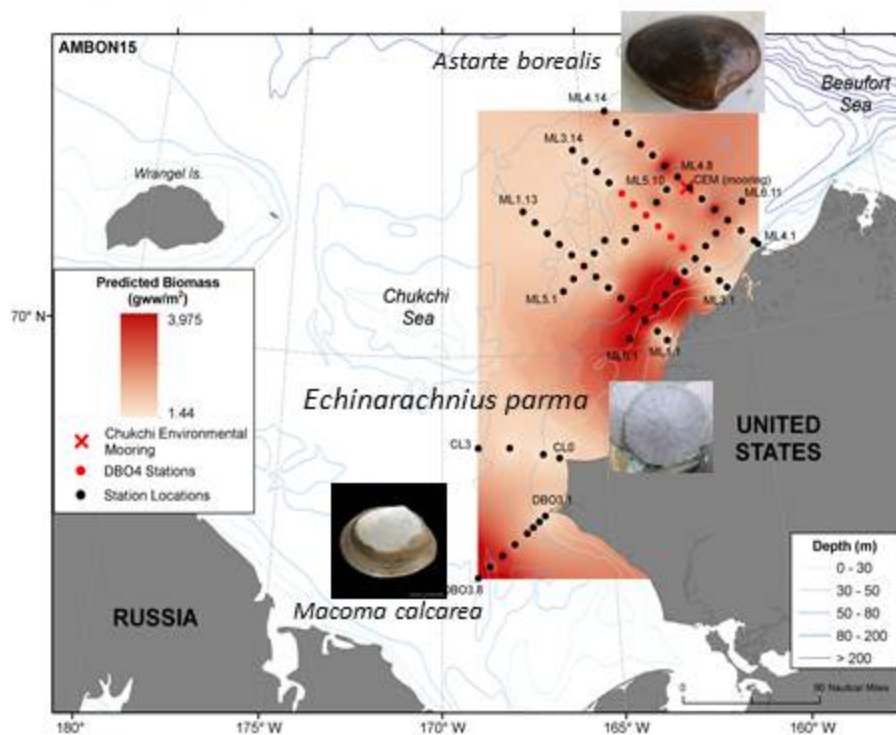 AMBON15
Astarte borealis
Beaufort
Sea
ML4.14
ML3.14
ML4.8
Wrangel Is.
ML5.10
CEM (mooring)
ML6.11
ML1.13
ML4.1
Predicted Biomass
(gww/m²)
3,975
1.44
Chukchi Environmental
Mooring
DBO4 Stations
Station Locations
Chukchi
Sea
ML5.1
ML3.1
70° N
ML1.1
Echinarachnius parma
UNITED
STATES
CL3
CL0
DBO3.1
DBO3.8
Macoma calcarea
RUSSIA
Depth (m)
0 - 30
30 - 50
50 - 80
80 - 200
> 200
0
80 Nautical Miles
180°
175° W
170° W
165° W
160° W